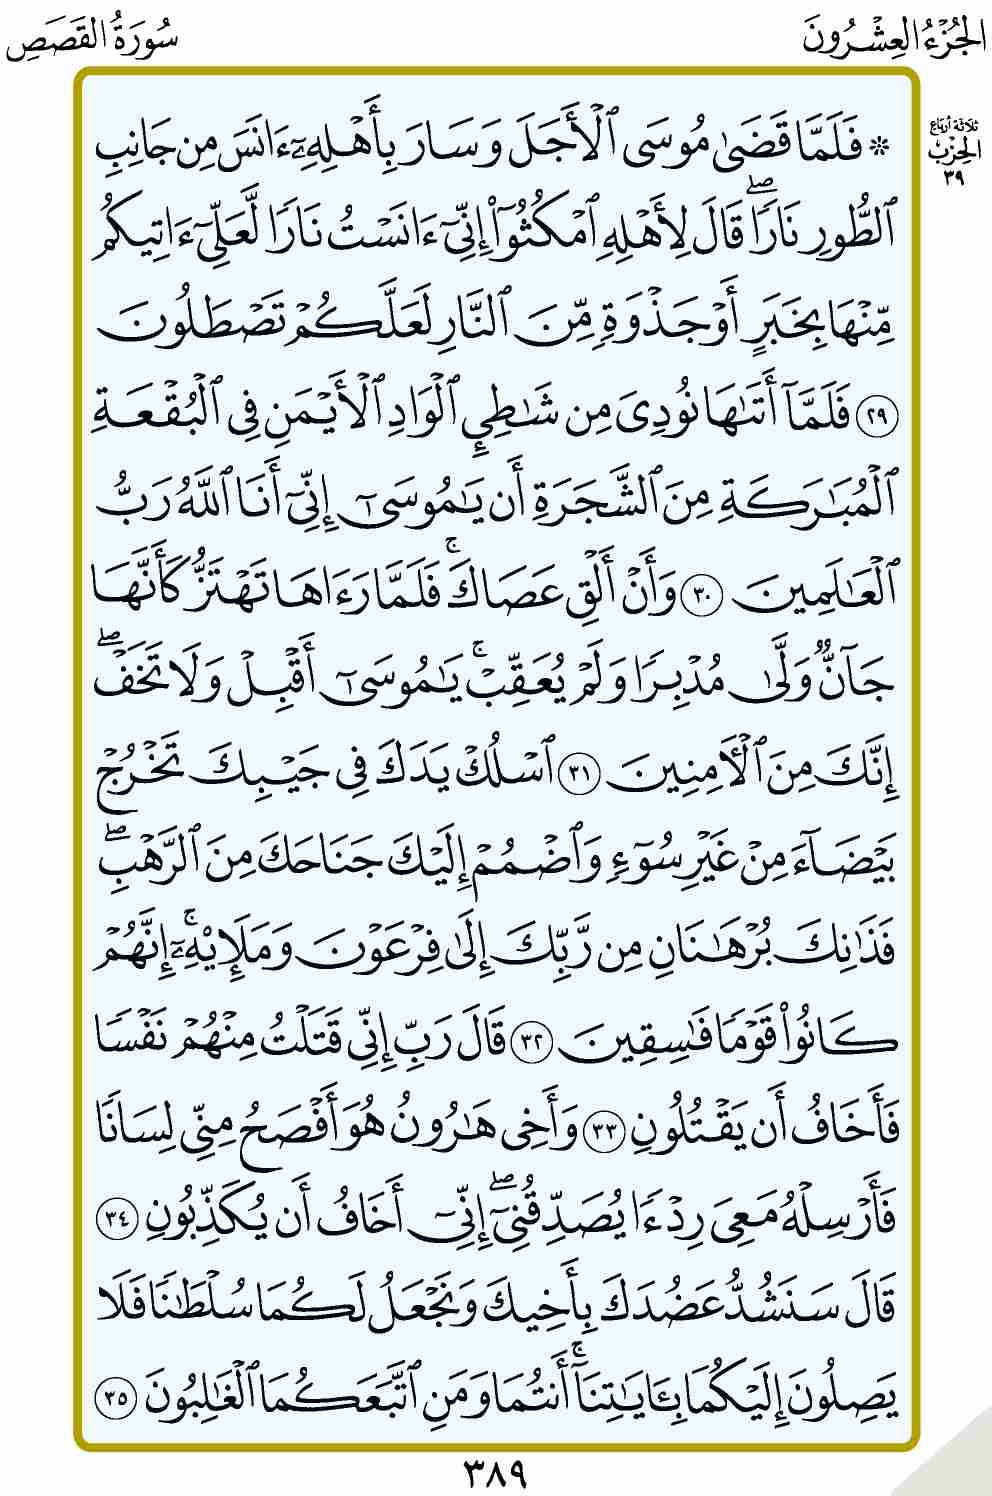 الجُزْءُ العِشْرُونَ
سُورَةُ القَصَصِ
ثلاثة أرباع
الحِزْب
٣٩
۞ فَلَمَّا قَضَىٰ مُوسَى ٱلْأَجَلَ وَسَارَ بِأَهْلِهِۦٓ ءَانَسَ مِن جَانِبِ
ٱلطُّورِ نَارًاۖ قَالَ لِأَهْلِهِ ٱمْكُثُوٓا۟ إِنِّىٓ ءَانَسْتُ نَارًا لَّعَلِّىٓ ءَاتِيكُم
مِّنْهَا بِخَبَرٍ أَوْ جَذْوَةٍ مِّنَ ٱلنَّارِ لَعَلَّكُمْ تَصْطَلُونَ
٢٩ فَلَمَّآ أَتَىٰهَا نُودِىَ مِن شَٰطِئِ ٱلْوَادِ ٱلْأَيْمَنِ فِى ٱلْبُقْعَةِ
ٱلْمُبَٰرَكَةِ مِنَ ٱلشَّجَرَةِ أَن يَٰمُوسَىٰٓ إِنِّىٓ أَنَا ٱللَّهُ رَبُّ
ٱلْعَٰلَمِينَ ٣٠ وَأَنْ أَلْقِ عَصَاكَۚ فَلَمَّا رَءَاهَا تَهْتَزُّ كَأَنَّهَا
جَآنٌّ وَلَّىٰ مُدْبِرًا وَلَمْ يُعَقِّبْۚ يَٰمُوسَىٰٓ أَقْبِلْ وَلَا تَخَفْۖ
إِنَّكَ مِنَ ٱلْءَامِنِينَ ٣١ ٱسْلُكْ يَدَكَ فِى جَيْبِكَ تَخْرُجْ
بَيْضَآءَ مِنْ غَيْرِ سُوٓءٍ وَٱضْمُمْ إِلَيْكَ جَنَاحَكَ مِنَ ٱلرَّهْبِۖ
فَذَٰنِكَ بُرْهَٰنَانِ مِن رَّبِّكَ إِلَىٰ فِرْعَوْنَ وَمَلَإِي۟هِۦٓۚ إِنَّهُمْ
كَانُوا۟ قَوْمًا فَٰسِقِينَ ٣٢ قَالَ رَبِّ إِنِّى قَتَلْتُ مِنْهُمْ نَفْسًا
فَأَخَافُ أَن يَقْتُلُونِ ٣٣ وَأَخِى هَٰرُونُ هُوَ أَفْصَحُ مِنِّى لِسَانًا
فَأَرْسِلْهُ مَعِىَ رِدْءًا يُصَدِّقُنِىٓۖ إِنِّىٓ أَخَافُ أَن يُكَذِّبُونِ ٣٤
قَالَ سَنَشُدُّ عَضُدَكَ بِأَخِيكَ وَنَجْعَلُ لَكُمَا سُلْطَٰنًا فَلَا
يَصِلُونَ إِلَيْكُمَا بِـَٔايَٰتِنَآۚ أَنتُمَا وَمَنِ ٱتَّبَعَكُمَا ٱلْغَٰلِبُونَ ٣٥
٣٨٩